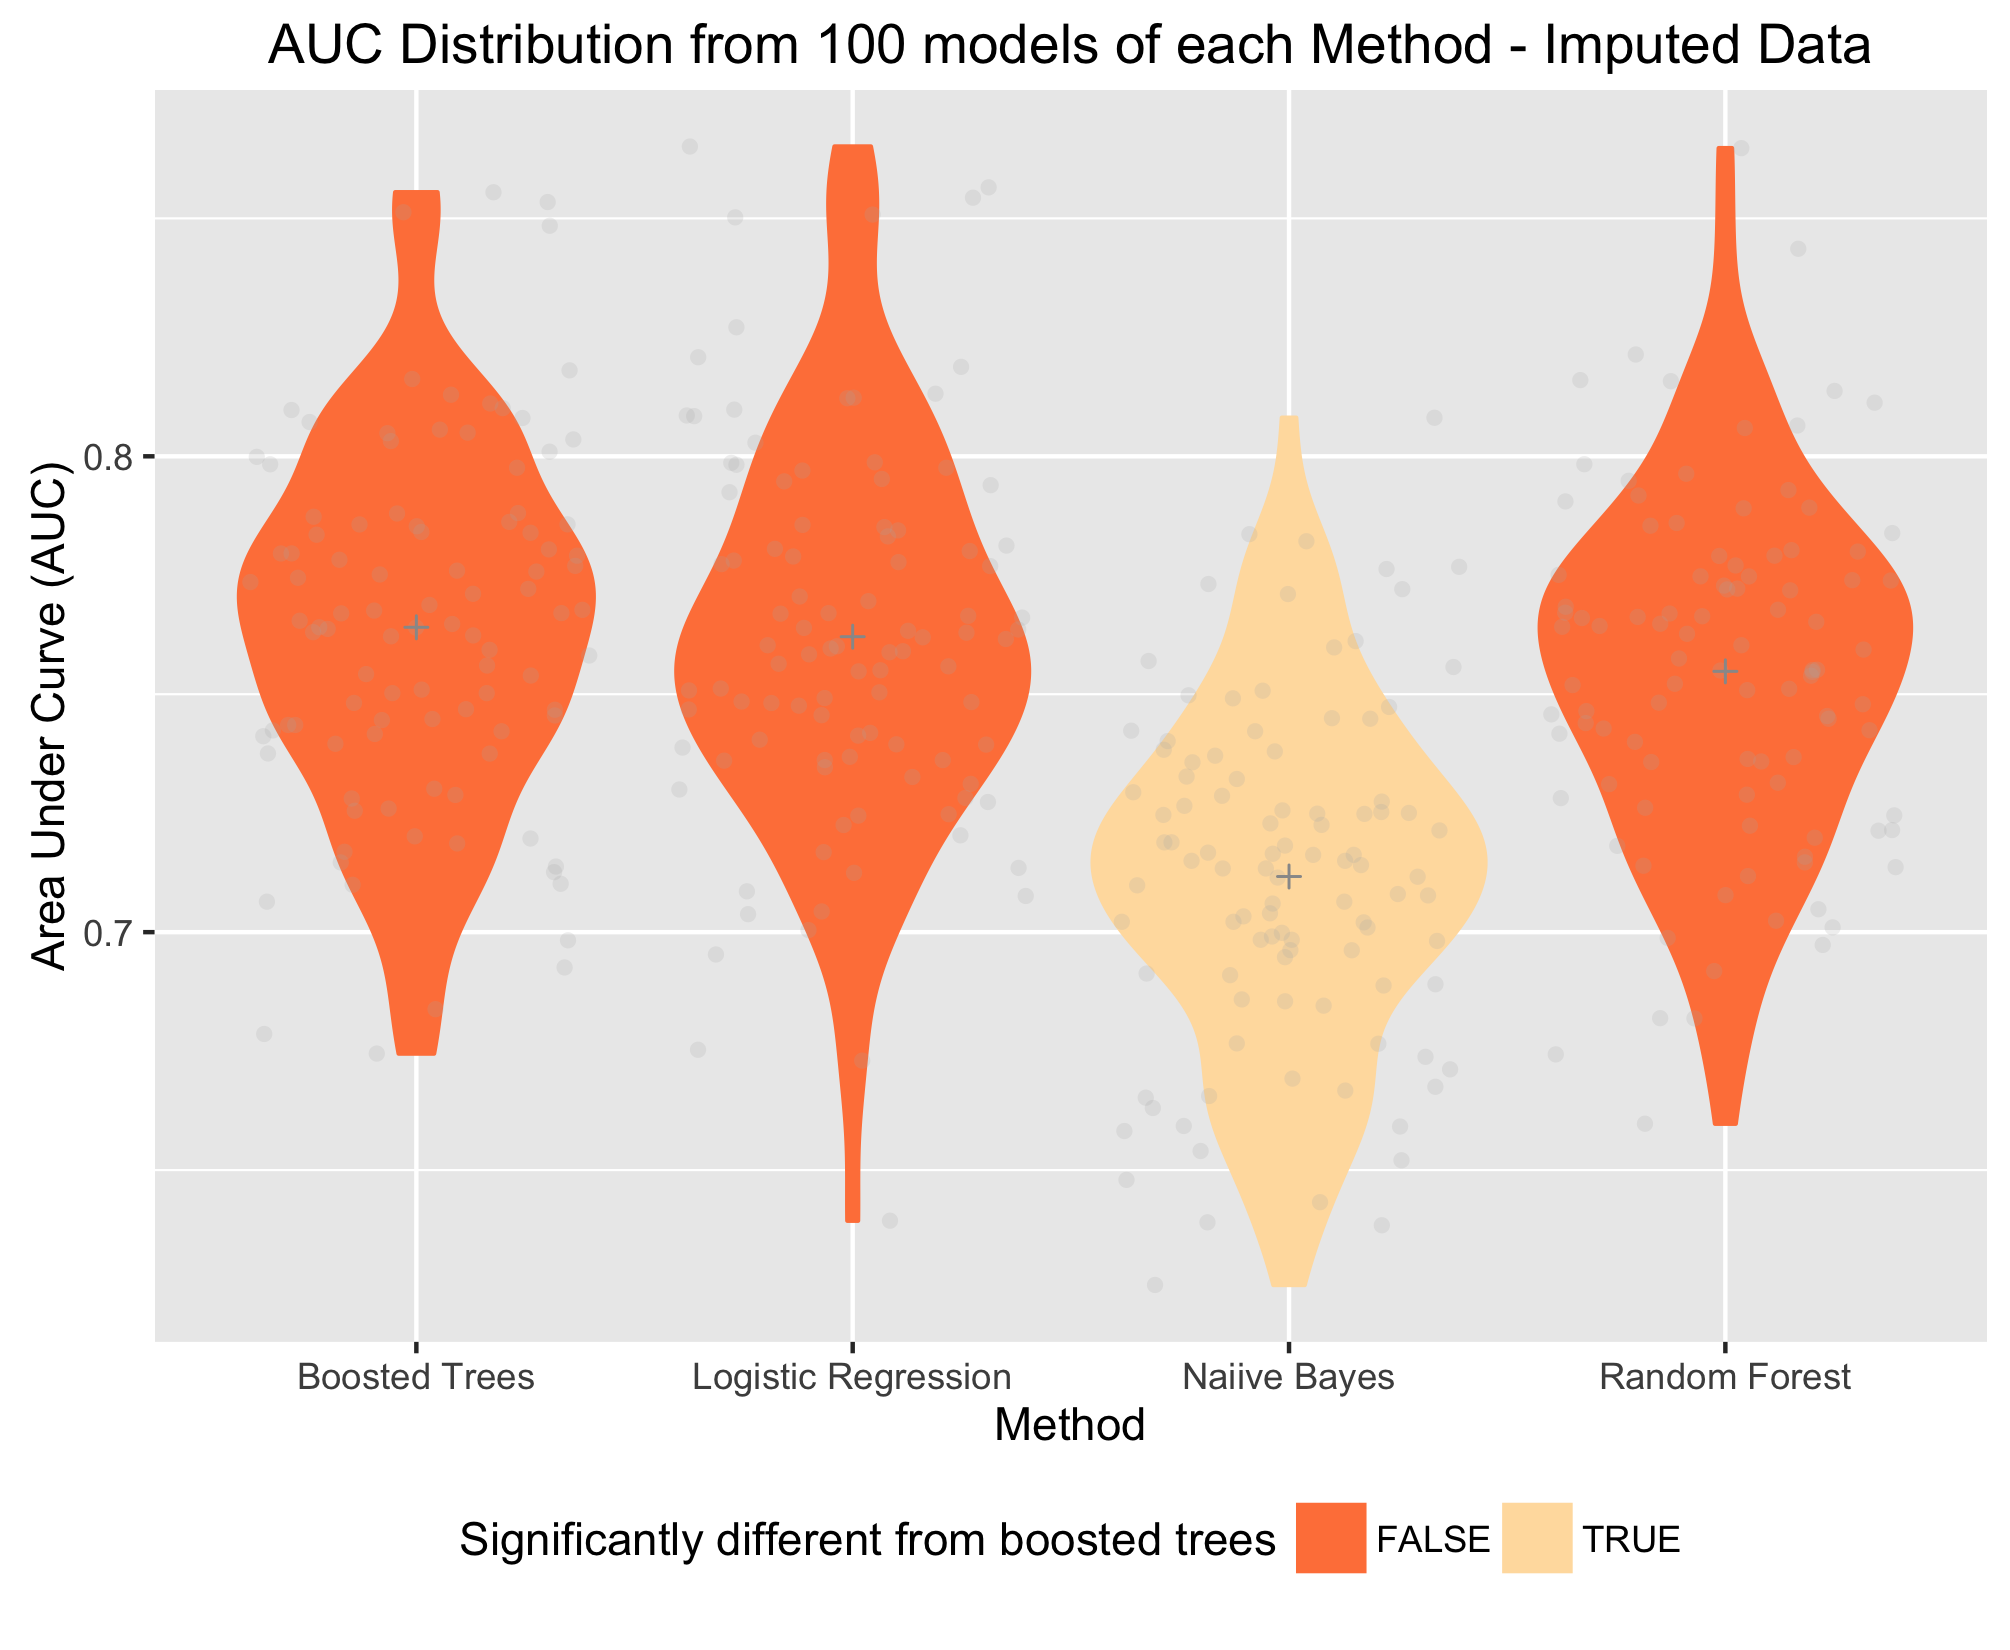 AUC Distribution from 100 models of each Method - Imputed Data
Area Under Curve (AUC)
0.8
0.7
Boosted Trees Logistic Regression Naiive Bayes Random Forest
Method
Significantly different from boosted trees FALSE TRUE